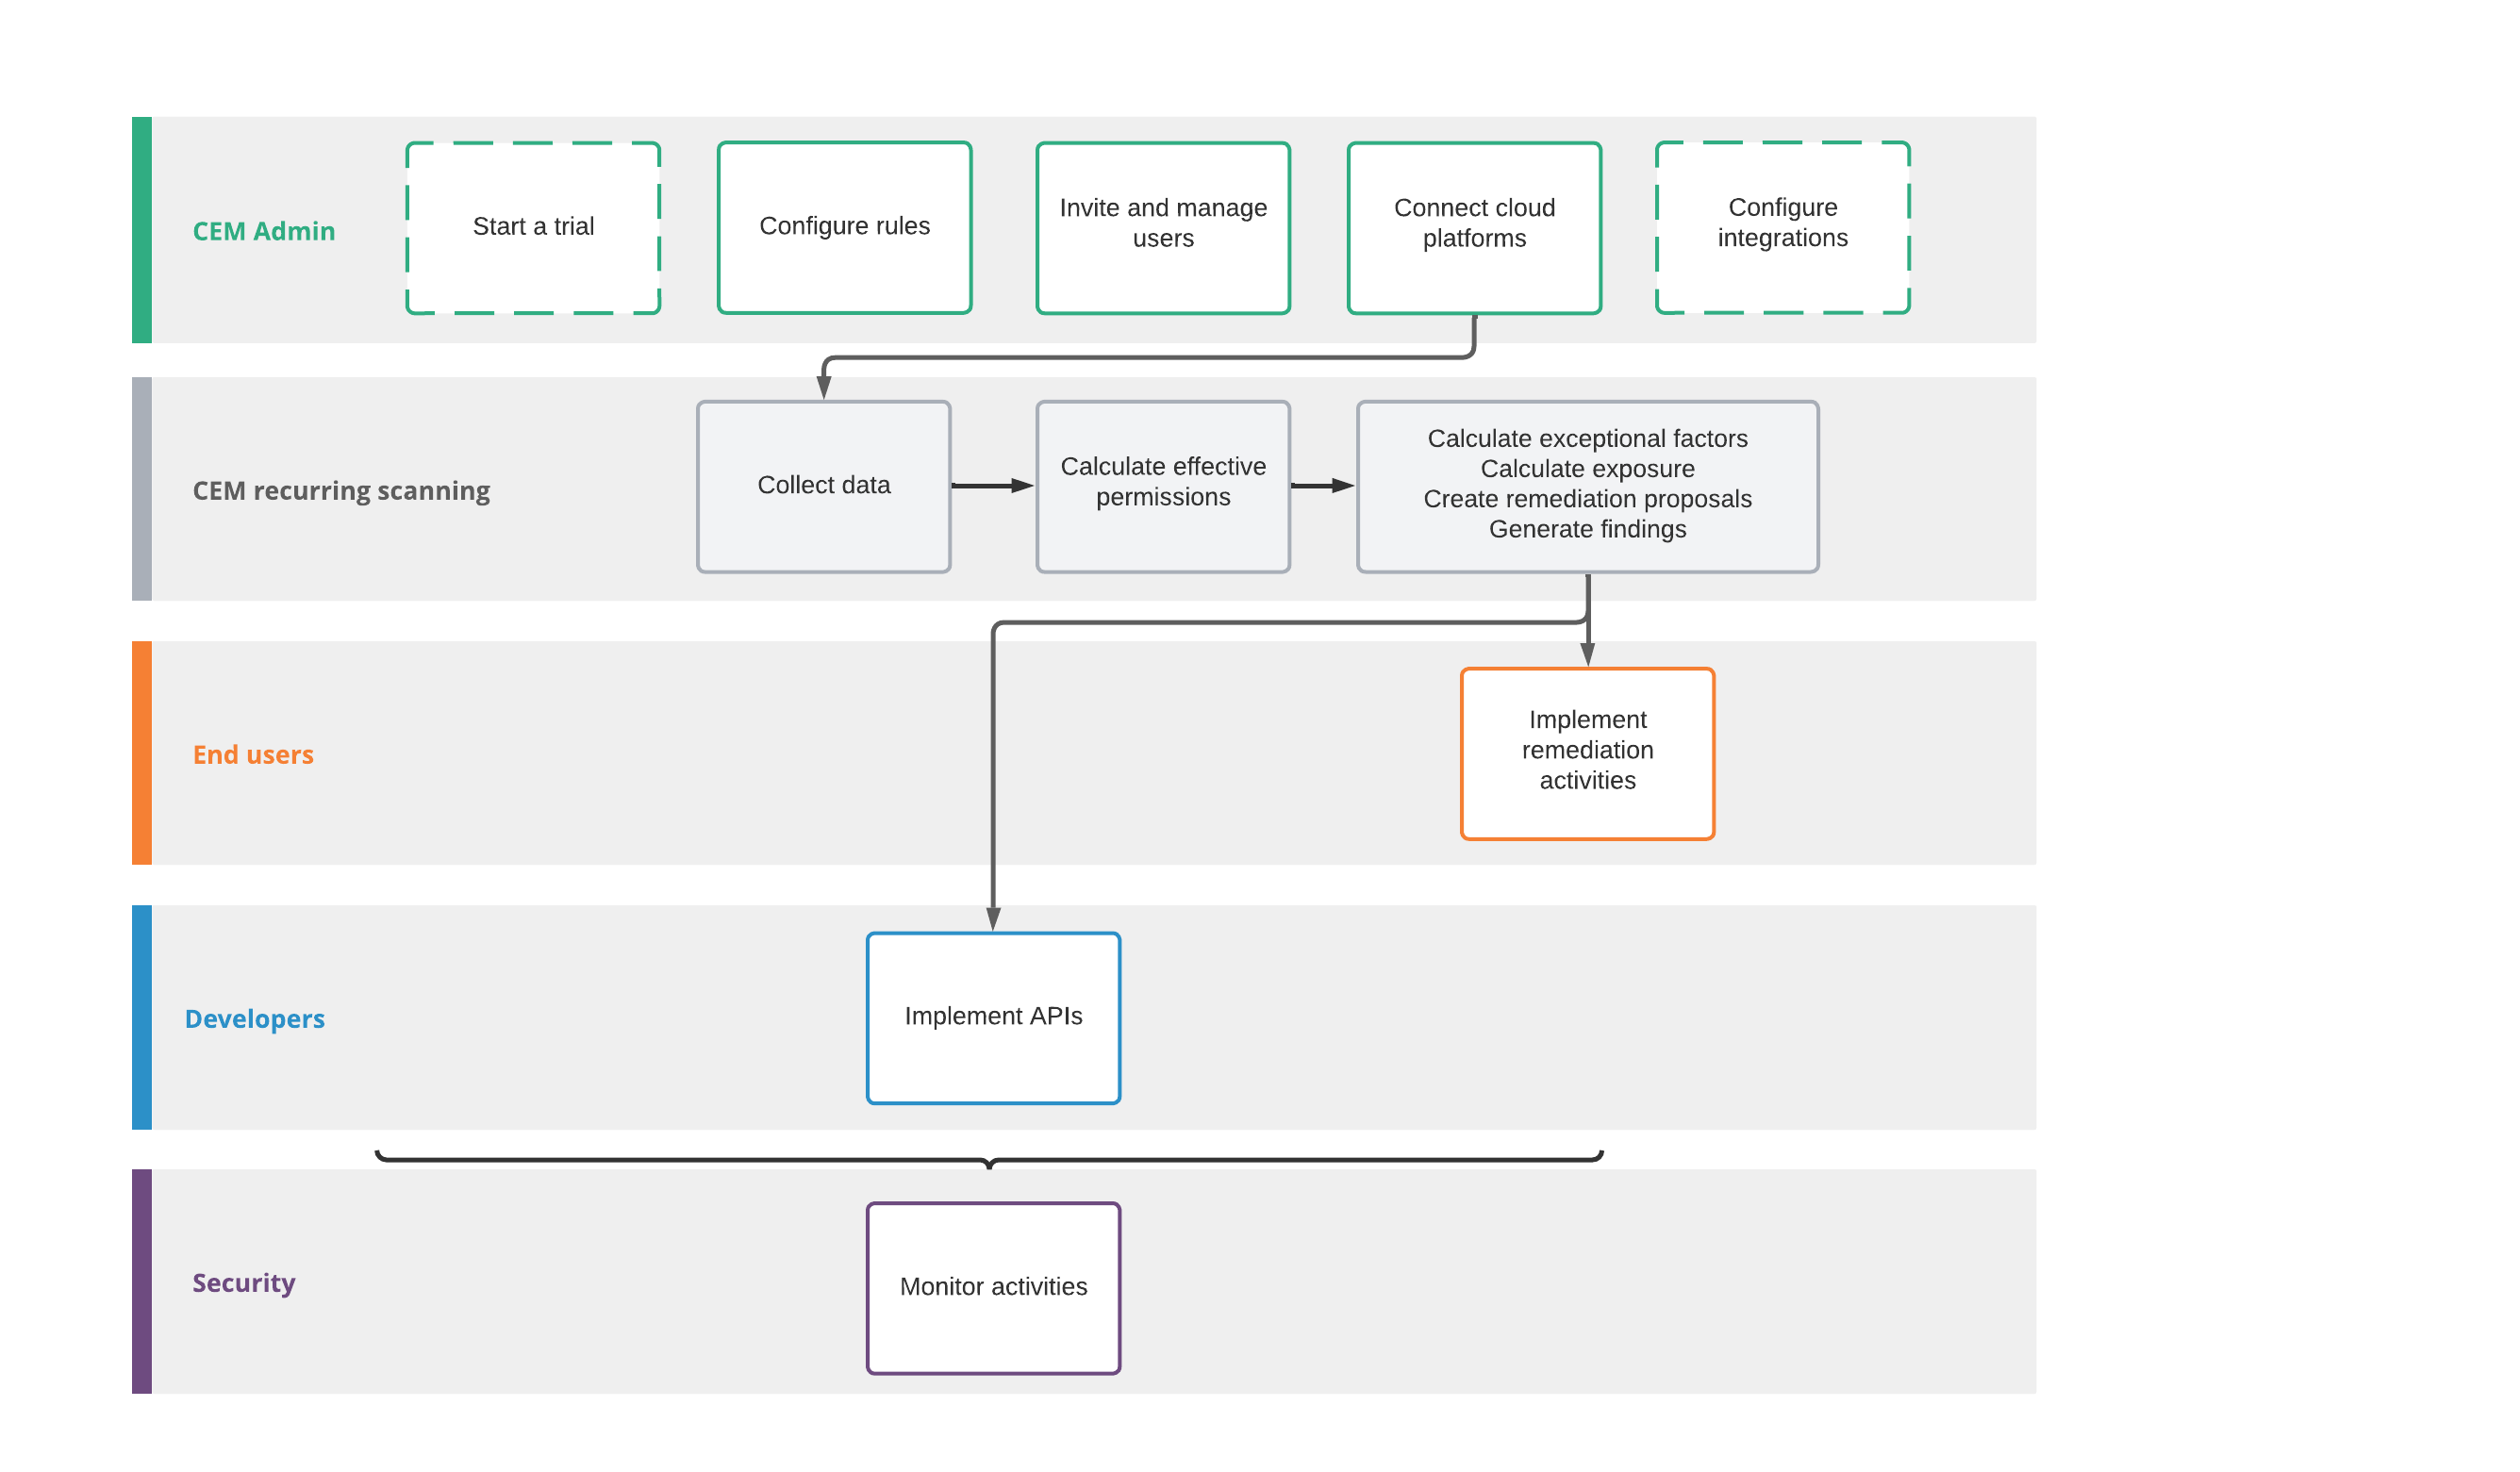 CEM Admin
Start a trial
Configure rules
Invite and manage
users
Connect cloud
platforms
Configure
integrations
CEM recurring scanning
Collect data
Calculate effective
permissions
Calculate exceptional factors
Calculate exposure
Create remediation proposals
Generate findings
End users
Implement
remediation
activities
Developers
Implement APIs
Security
Monitor activities